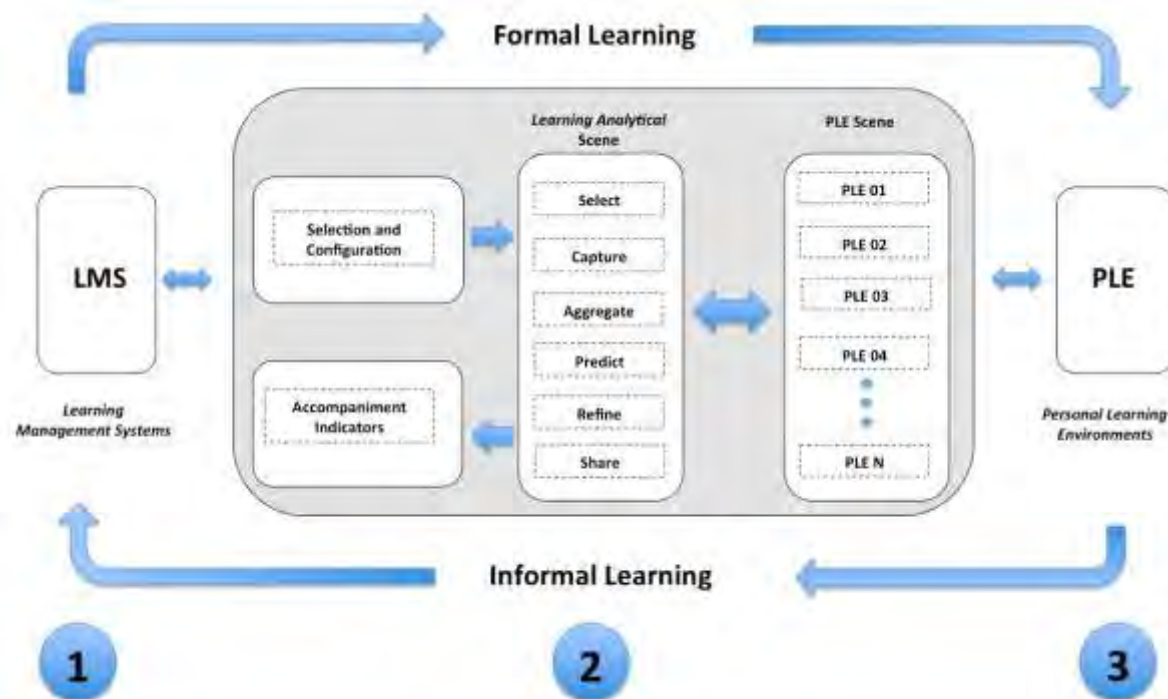 Formal Learning
Learning Analytical
Scene
PLE Scene
LMS
Learning
Management Systems
Selection and
Configuration
Accompaniment
Indicators
Select
Capture
Aggregate
Predict
Refine
Share
PLE 01
PLE 02
PLE 03
PLE 04
PLE N
PLE
Personal Learning
Environments
Informal Learning
1
2
3